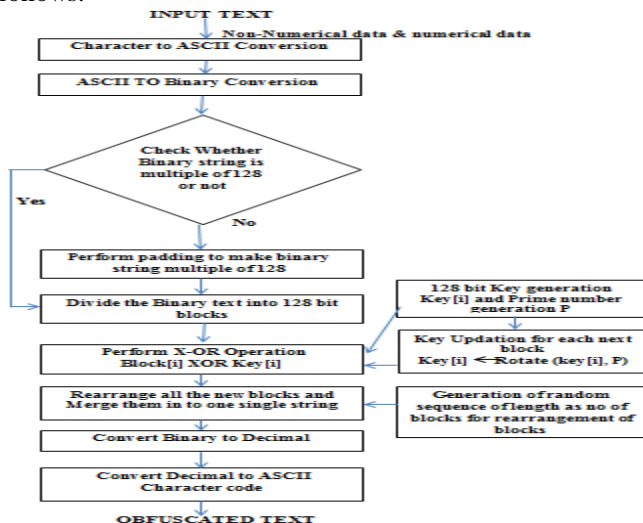 ollows.
INPUT TEXT
Non-Numerical data & numerical data
Character to ASCII Conversion
ASCII TO Binary Conversion
Check Whether
Binary string is
multiple of 128
or not
Yes
No
Perform padding to make binary
string multiple of 128
Divide the Binary text into 128 bit
blocks
128 bit Key generation
Key[i] and Prime number
generation P
Key Updation for each next
block
Key[i] ← Rotate (key[i], P)
Perform X-OR Operation
Block[i] XOR Key[i]
Rearrange all the new blocks and
Merge them in to one single string
Generation of random
sequence of length as no of
blocks for rearrangement of
blocks
Convert Binary to Decimal
Convert Decimal to ASCII
Character code
OBFUSCATED TEXT